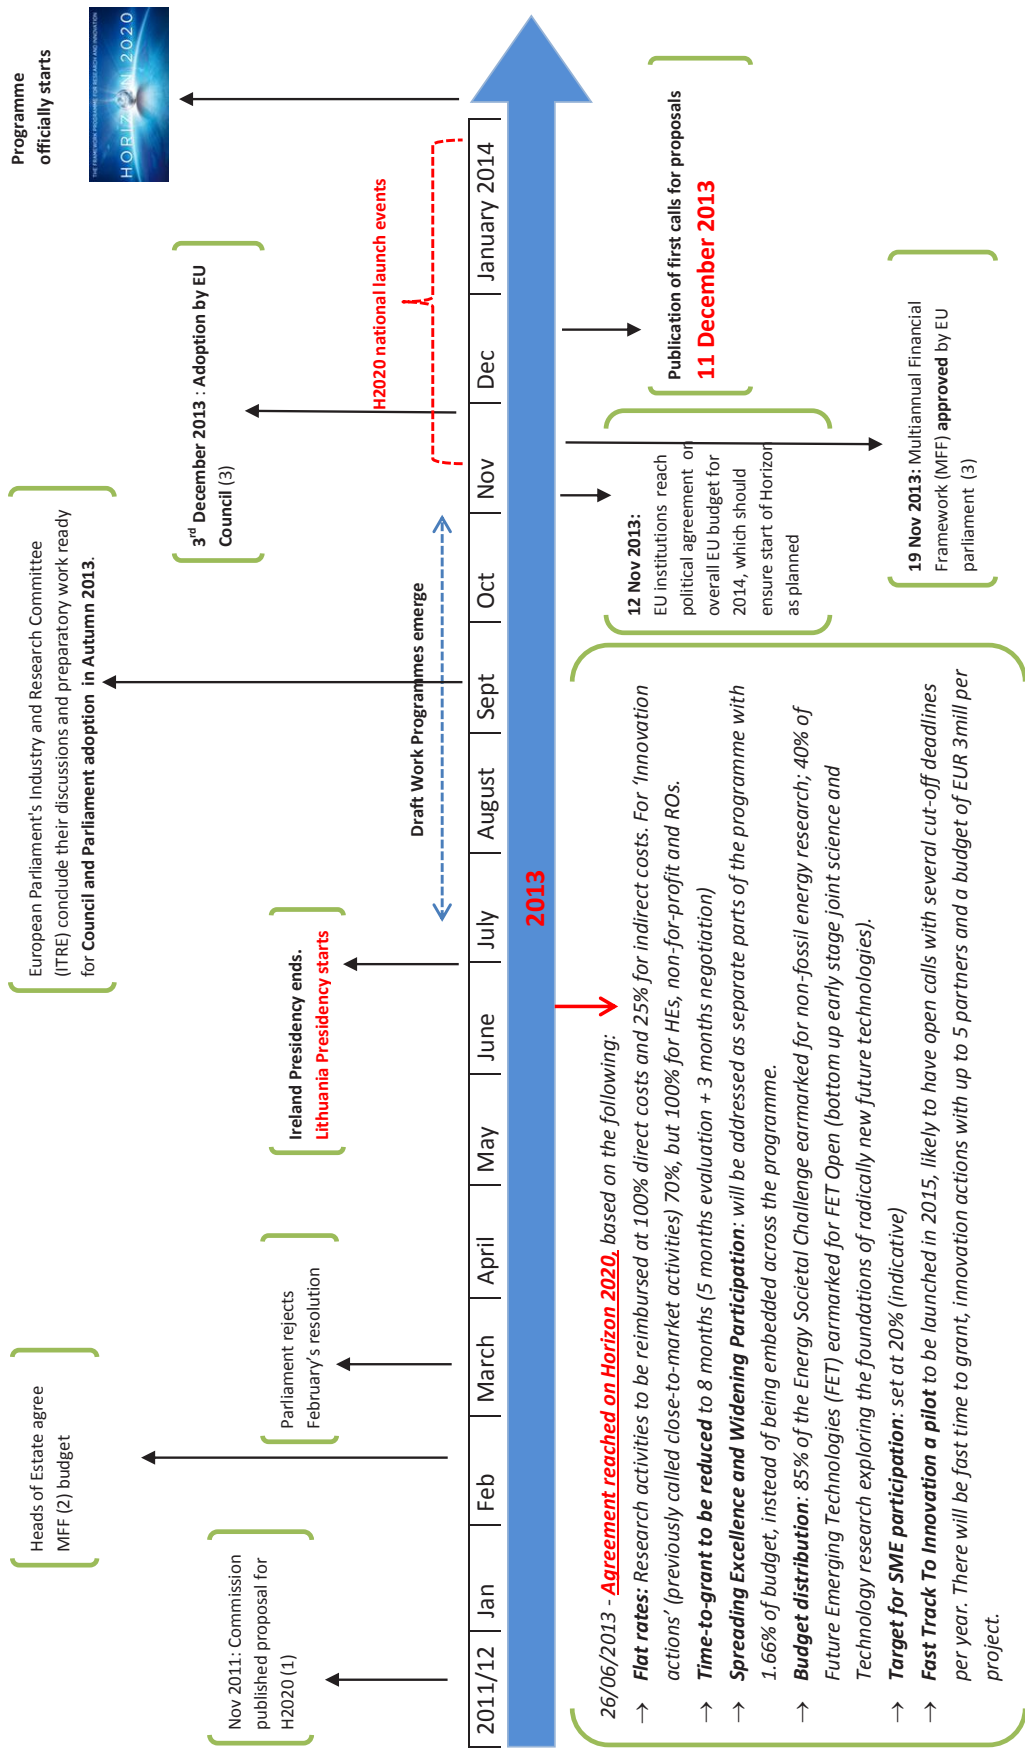 Programme
officially starts
THE FRAMEWORK PROGRAMME FOR RESEARCH AND INNOVATION
HORIZON 2020
European Parliament's Industry and Research Committee
(ITRE) conclude their discussions and preparatory work ready
for Council and Parliament adoption in Autumn 2013.
3rd December 2013 : Adoption by EU
Council (3)
H2020 national launch events
Heads of Estate agree
MFF (2) budget
Nov 2011: Commission
published proposal for
H2020 (1)
Parliament rejects
February's resolution
Ireland Presidency ends.
Lithuania Presidency starts
Draft Work Programmes emerge
2011/12
Jan
Feb
March
April
May
June
July
August
Sept
Oct
Nov
Dec
January 2014
2013
26/06/2013 - Agreement reached on Horizon 2020, based on the following:
→ Flat rates: Research activities to be reimbursed at 100% direct costs and 25% for indirect costs. For ‘Innovation
actions’ (previously called close-to-market activities) 70%, but 100% for HEs, non-for-profit and ROs.
→ Time-to-grant to be reduced to 8 months (5 months evaluation + 3 months negotiation)
→ Spreading Excellence and Widening Participation: will be addressed as separate parts of the programme with
1.66% of budget, instead of being embedded across the programme.
→ Budget distribution: 85% of the Energy Societal Challenge earmarked for non-fossil energy research; 40% of
Future Emerging Technologies (FET) earmarked for FET Open (bottom up early stage joint science and
Technology research exploring the foundations of radically new future technologies).
→ Target for SME participation: set at 20% (indicative)
→ Fast Track To Innovation a pilot to be launched in 2015, likely to have open calls with several cut-off deadlines
per year. There will be fast time to grant, innovation actions with up to 5 partners and a budget of EUR 3mill per
project.
12 Nov 2013:
EU institutions reach
political agreement on
overall EU budget for
2014, which should
ensure start of Horizon
as planned
Publication of first calls for proposals
11 December 2013
19 Nov 2013: Multiannual Financial
Framework (MFF) approved by EU
parliament (3)